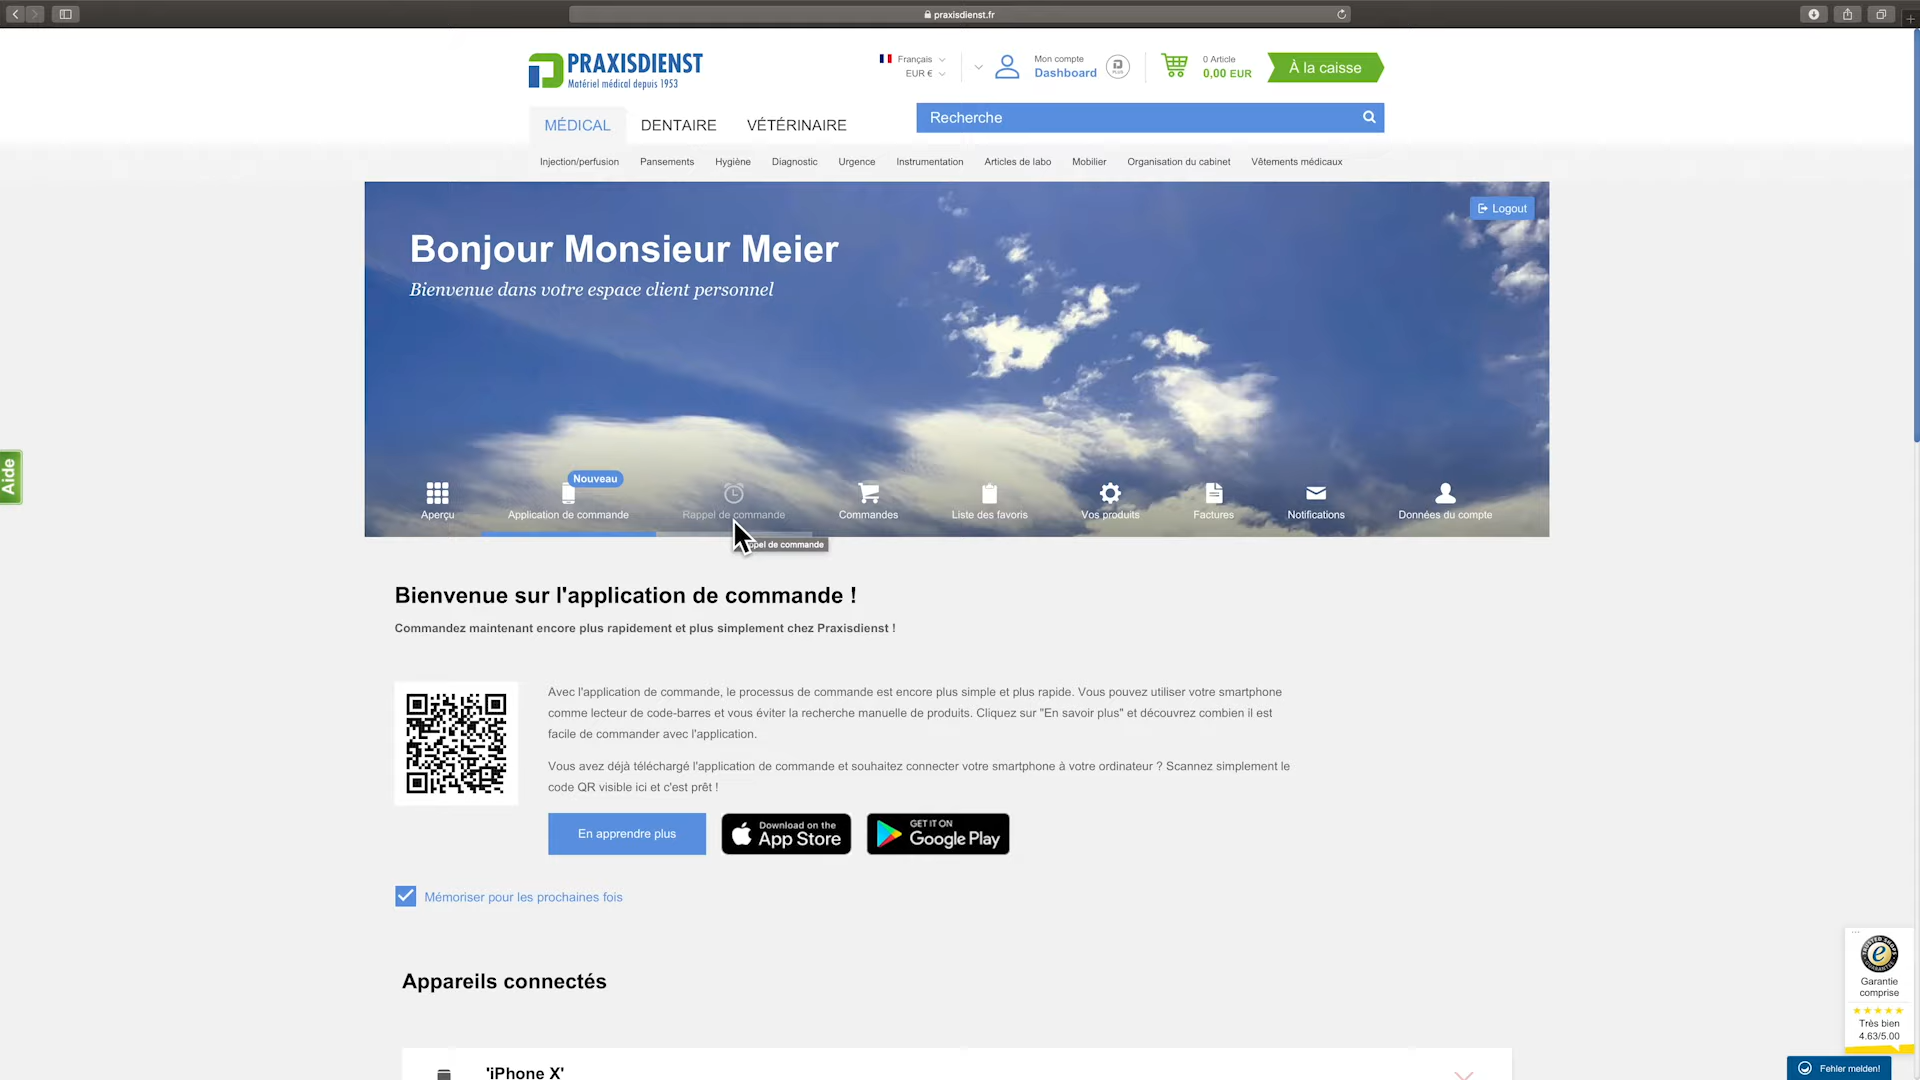 praxisdienst.fr
PRAXISDIENST
Matériel médical depuis 1953
Français
EUR €
Mon compte
Dashboard
PLUS
0 Article
0,00 EUR
À la caisse
MÉDICAL
DENTAIRE
VÉTÉRINAIRE
Recherche
Injection/perfusion
Pansements
Hygiène
Diagnostic
Urgence
Instrumentation
Articles de labo
Mobilier
Organisation du cabinet
Vêtements médicaux
Logout
Bonjour Monsieur Meier
Bienvenue dans votre espace client personnel
Nouveau
Aperçu
Application de commande
Rappel de commande
Commandes
Liste des favoris
Vos produits
Factures
Notifications
Données du compte
de commande
Aide
Bienvenue sur l'application de commande !
Commandez maintenant encore plus rapidement et plus simplement chez Praxisdienst !
Avec l'application de commande, le processus de commande est encore plus simple et plus rapide. Vous pouvez utiliser votre smartphone
comme lecteur de code-barres et vous éviter la recherche manuelle de produits. Cliquez sur "En savoir plus" et découvrez combien il est
facile de commander avec l'application.
Vous avez déjà téléchargé l'application de commande et souhaitez connecter votre smartphone à votre ordinateur ? Scannez simplement le
code QR visible ici et c'est prêt !
En apprendre plus
Download on the
App Store
GET IT ON
Google Play
Mémoriser pour les prochaines fois
Appareils connectés
'iPhone X'
Garantie
comprise
Très bien
4.63/5.00
Fehler melden!